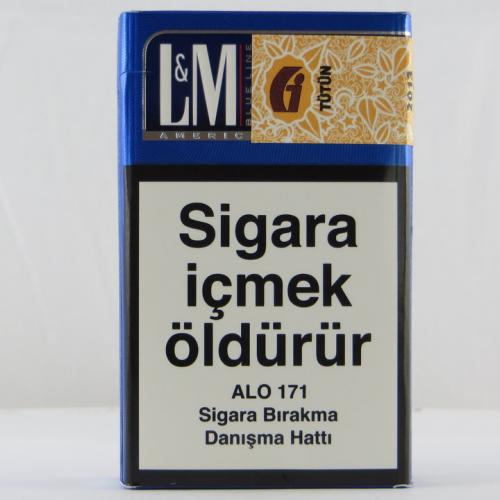 L&M
BLUE LINE
AMERIC
TÜTÜN
2013
Sigara
içmek
öldürür
ALO 171
Sigara Bırakma
Danışma Hattı